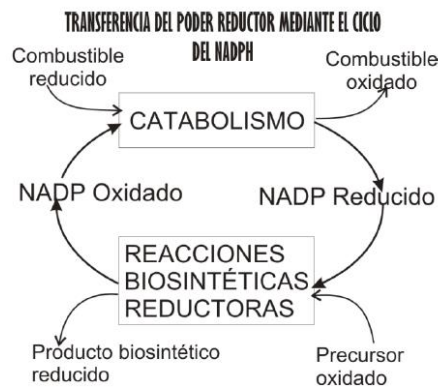 TRANSFERENCIA DEL PODER REDUCTOR MEDIANTE EL CICLO
DEL NADPH
Combustible
reducido
Combustible
oxidado
CATABOLISMO
NADP Oxidado
NADP Reducido
REACCIONES
BIOSINTÉTICAS
REDUCTORAS
Producto biosintético
reducido
Precursor
oxidado